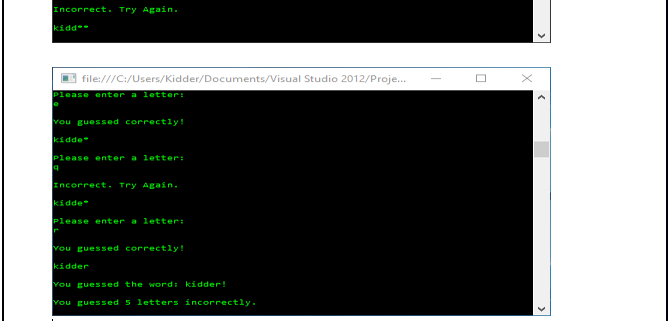 Incorrect. Try Again.
kidd**
file:///C:/Users/Kidder/Documents/Visual Studio 2012/Proje...
Please enter a letter:
e
You guessed correctly!
kidde*
Please enter a letter:
q
Incorrect. Try Again.
kidde*
Please enter a letter:
r
You guessed correctly!
kidder
You guessed the word: kidder!
You guessed 5 letters incorrectly.